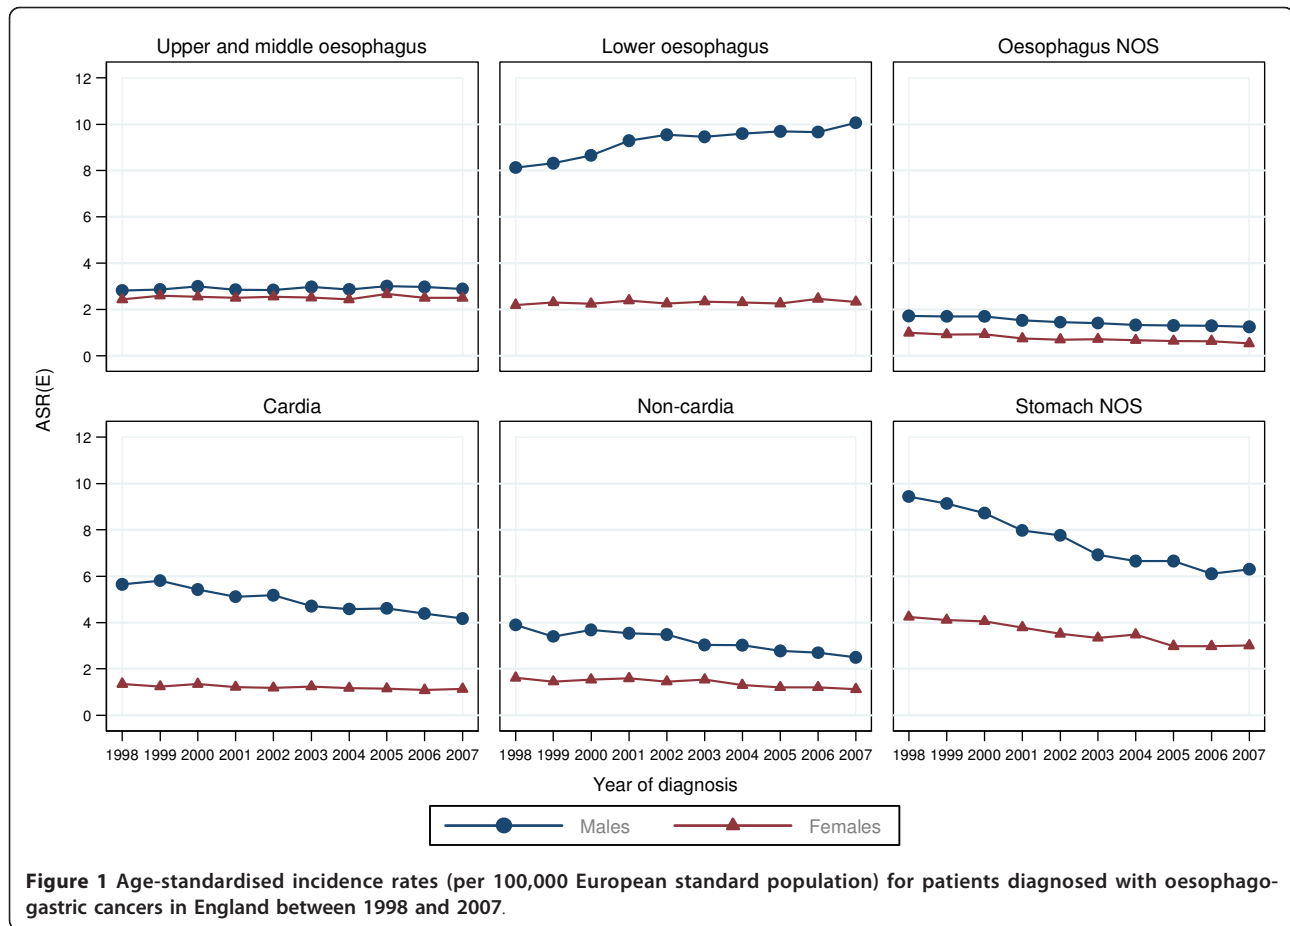 Upper and middle oesophagus
Lower oesophagus
Oesophagus NOS
12
10
8
6
4
2
0
ASR(E)
Cardia
Non-cardia
Stomach NOS
12
10
8
6
4
2
0
1998 1999 2000 2001 2002 2003 2004 2005 2006 2007
1998 1999 2000 2001 2002 2003 2004 2005 2006 2007
1998 1999 2000 2001 2002 2003 2004 2005 2006 2007
Year of diagnosis
Males
Females
Figure 1 Age-standardised incidence rates (per 100,000 European standard population) for patients diagnosed with oesophago-
gastric cancers in England between 1998 and 2007.